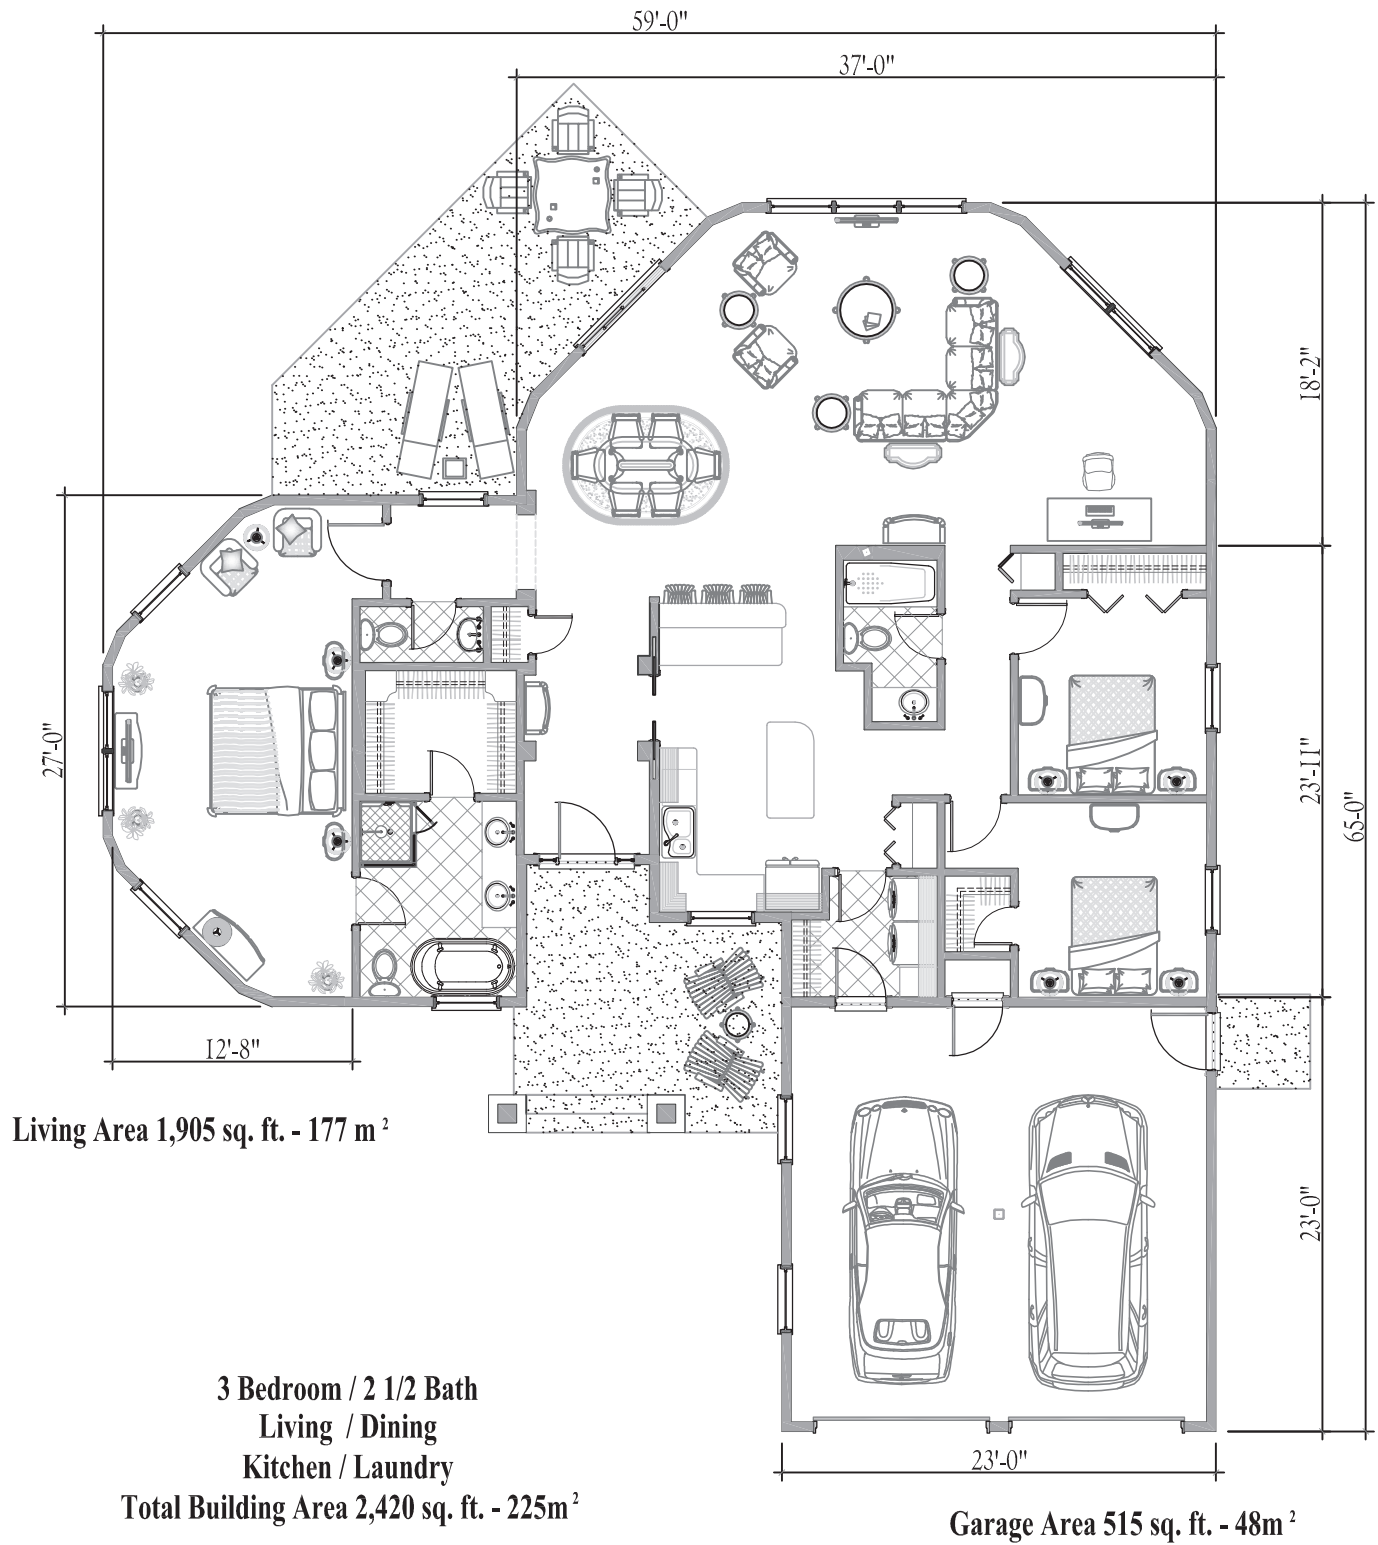 59'-0"
37'-0"
18'-2"
27'-0"
23'-11"
65'-0"
12'-8"
Living Area 1,905 sq. ft. - 177 m ²
23'-0"
3 Bedroom / 2 1/2 Bath
Living / Dining
Kitchen / Laundry
Total Building Area 2,420 sq. ft. - 225m ²
23'-0"
Garage Area 515 sq. ft. - 48m ²